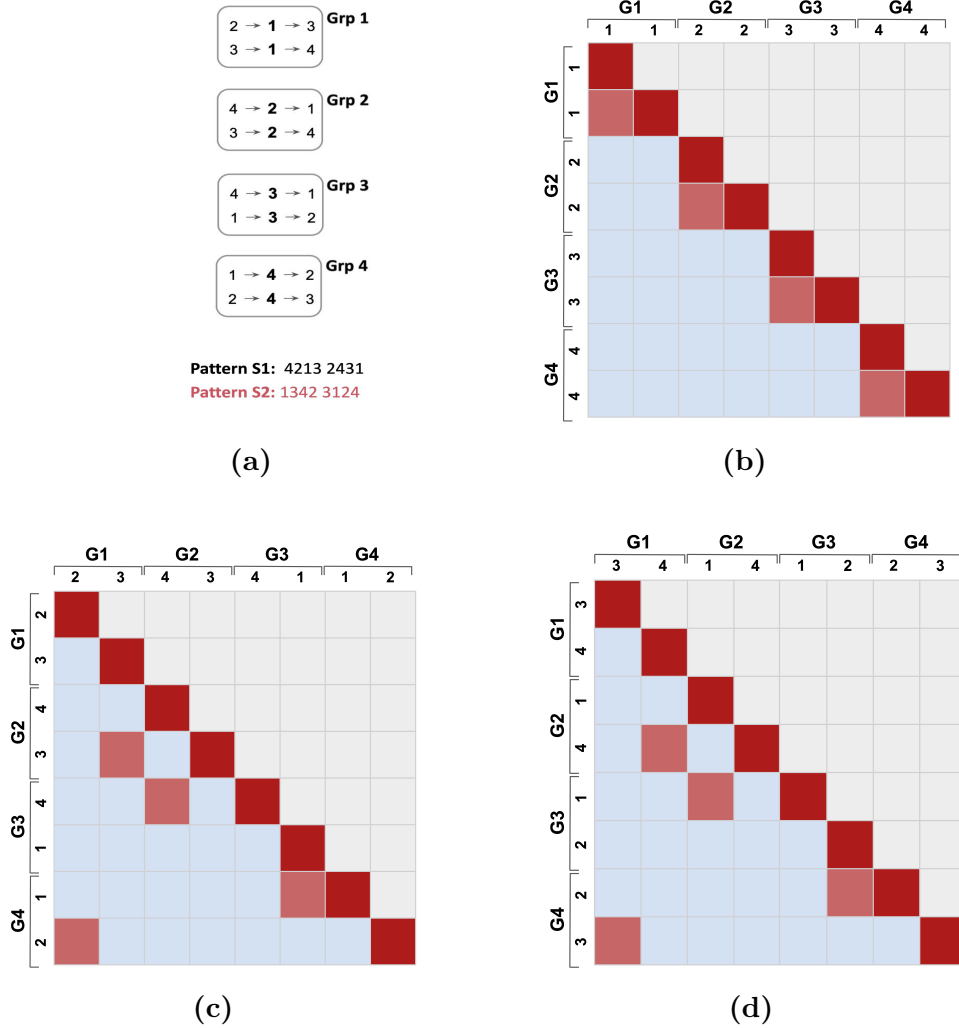 Grp 1
2 → 1 → 3
3 → 1 → 4
Grp 2
4 → 2 → 1
3 → 2 → 4
Grp 3
4 → 3 → 1
1 → 3 → 2
Grp 4
1 → 4 → 2
2 → 4 → 3
Pattern S1: 4213 2431
Pattern S2: 1342 3124
(a)
G1 G2 G3 G4
1 1 2 2 3 3 4 4
G1 1
1
G2 2
2
G3 3
3
G4 4
4
(b)
G1 G2 G3 G4
2 3 4 3 4 1 1 2
G1 2
3
G2 4
3
G3 4
1
G4 1
2
(c)
G1 G2 G3 G4
3 4 1 4 1 2 2 3
G1 3
4
G2 1
4
G3 1
2
G4 2
3
(d)